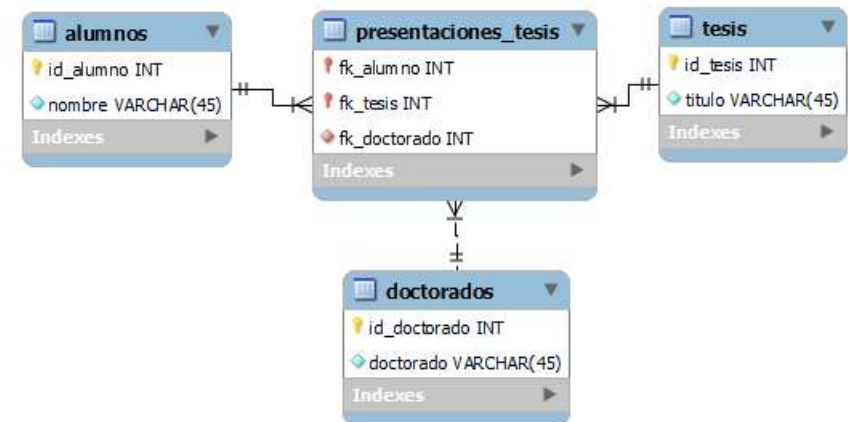 alumnos
id_alumno INT
nombre VARCHAR(45)
Indexes
presentaciones_tesis
fk_alumno INT
fk_tesis INT
fk_doctorado INT
Indexes
tesis
id_tesis INT
titulo VARCHAR(45)
Indexes
doctorados
id_doctorado INT
doctorado VARCHAR(45)
Indexes